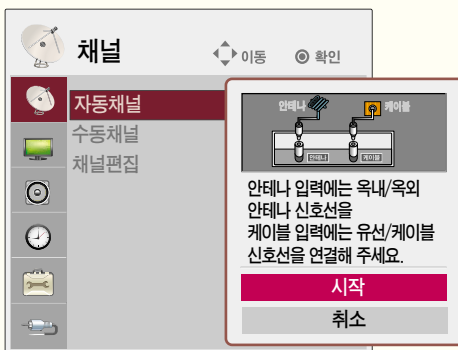 채널
이동
확인
자동채널
수동채널
채널편집
안테나
케이블
안테나
케이블
안테나 입력에는 옥내/옥외
안테나 신호선을
케이블 입력에는 유선/케이블
신호선을 연결해 주세요.
시작
취소